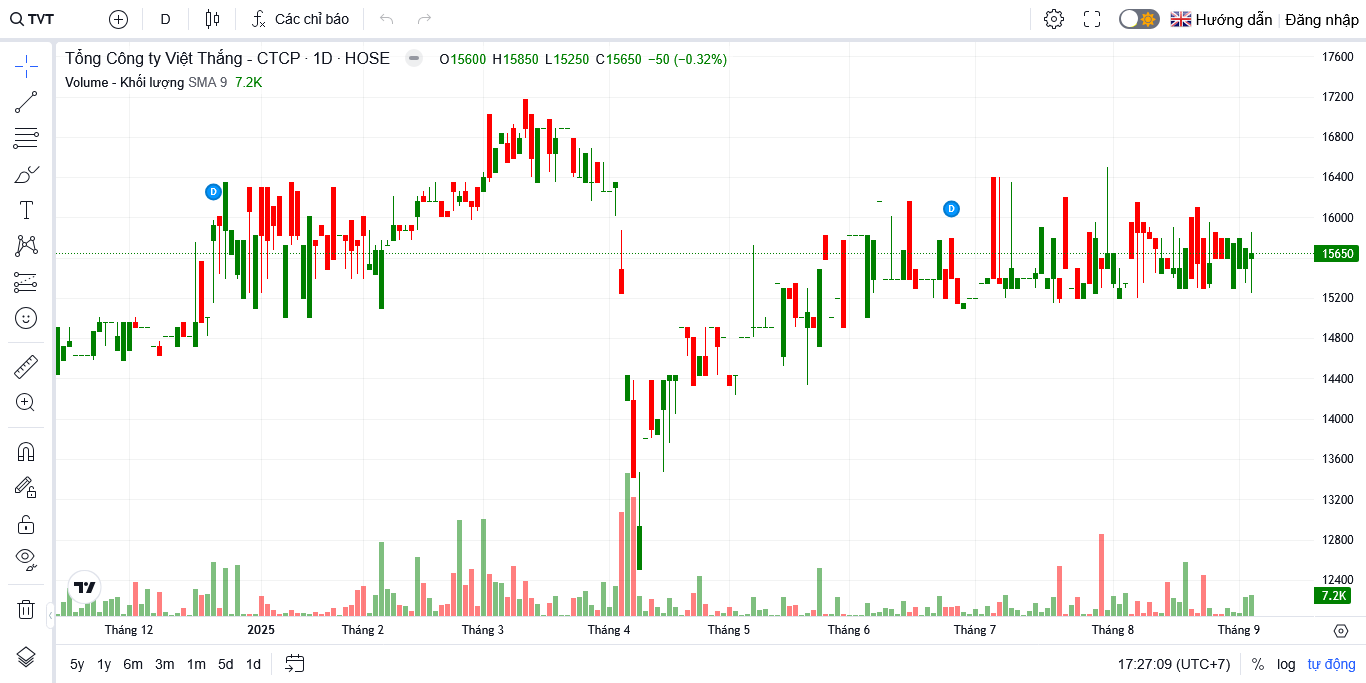 TVT D Các chỉ báo Hướng dẫn Đăng nhập
Tổng Công ty Việt Thắng - CTCP · 1D · HOSE O15600 H15850 L15250 C15650 −50 (−0.32%)
Volume - Khối lượng SMA 9 7.2K
17600
17200
16800
16400
16000
15650
15200
14800
14400
14000
13600
13200
12800
12400
7.2K
D
D
Tháng 12 2025 Tháng 2 Tháng 3 Tháng 4 Tháng 5 Tháng 6 Tháng 7 Tháng 8 Tháng 9
5y 1y 6m 3m 1m 5d 1d 17:27:09 (UTC+7) % log tự động